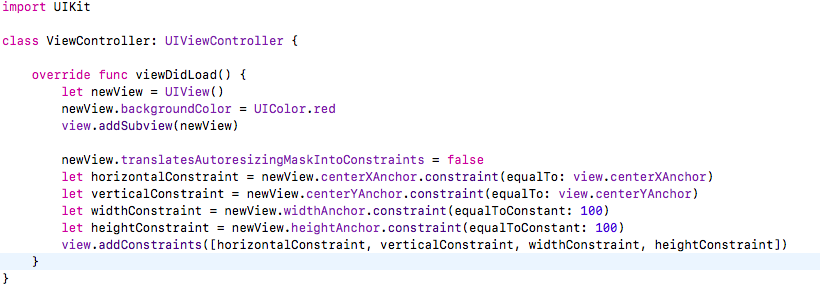 import UIKit
class ViewController: UIViewController {
override func viewDidLoad() {
let newView = UIView()
newView.backgroundColor = UIColor.red
view.addSubview(newView)
newView.translatesAutoresizingMaskIntoConstraints = false
let horizontalConstraint = newView.centerXAnchor.constraint(equalTo: view.centerXAnchor)
let verticalConstraint = newView.centerYAnchor.constraint(equalTo: view.centerYAnchor)
let widthConstraint = newView.widthAnchor.constraint(equalToConstant: 100)
let heightConstraint = newView.heightAnchor.constraint(equalToConstant: 100)
view.addConstraints([horizontalConstraint, verticalConstraint, widthConstraint, heightConstraint])
}
}